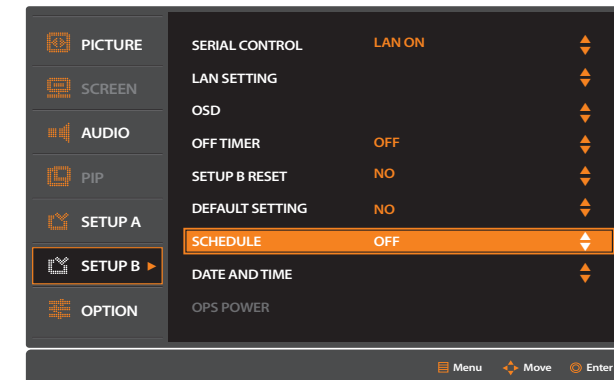 PICTURE
SCREEN
AUDIO
PIP
SETUP A
SETUP B
OPTION
SERIAL CONTROL LAN ON
LAN SETTING
OSD
OFF TIMER OFF
SETUP B RESET NO
DEFAULT SETTING NO
SCHEDULE OFF
DATE AND TIME
OPS POWER
Menu Move Enter